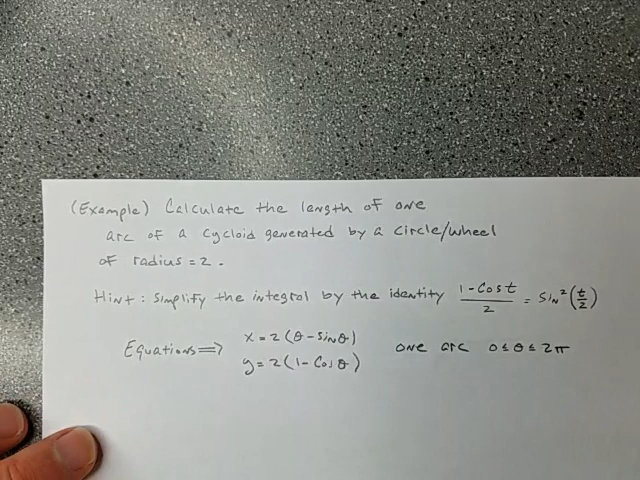 (Example) Calculate the length of one
arc of a cycloid generated by a circle/wheel
of radius = 2.
Hint: simplify the integral by the identity (1 - Cos t)/2 = Sin²(t/2)
Equations ⟹ x = 2(θ - Sinθ)
y = 2(1 - Cosθ) one arc 0 ≤ θ ≤ 2π